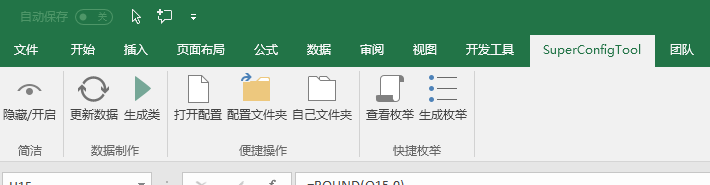 自动保存 关
文件 开始 插入 页面布局 公式 数据 审阅 视图 开发工具 SuperConfigTool 团队
隐藏/开启 更新数据 生成类 打开配置 配置文件夹 自己文件夹 查看枚举 生成枚举
简洁 数据制作 便捷操作 快捷枚举
H15 =ROUND(O15,0)